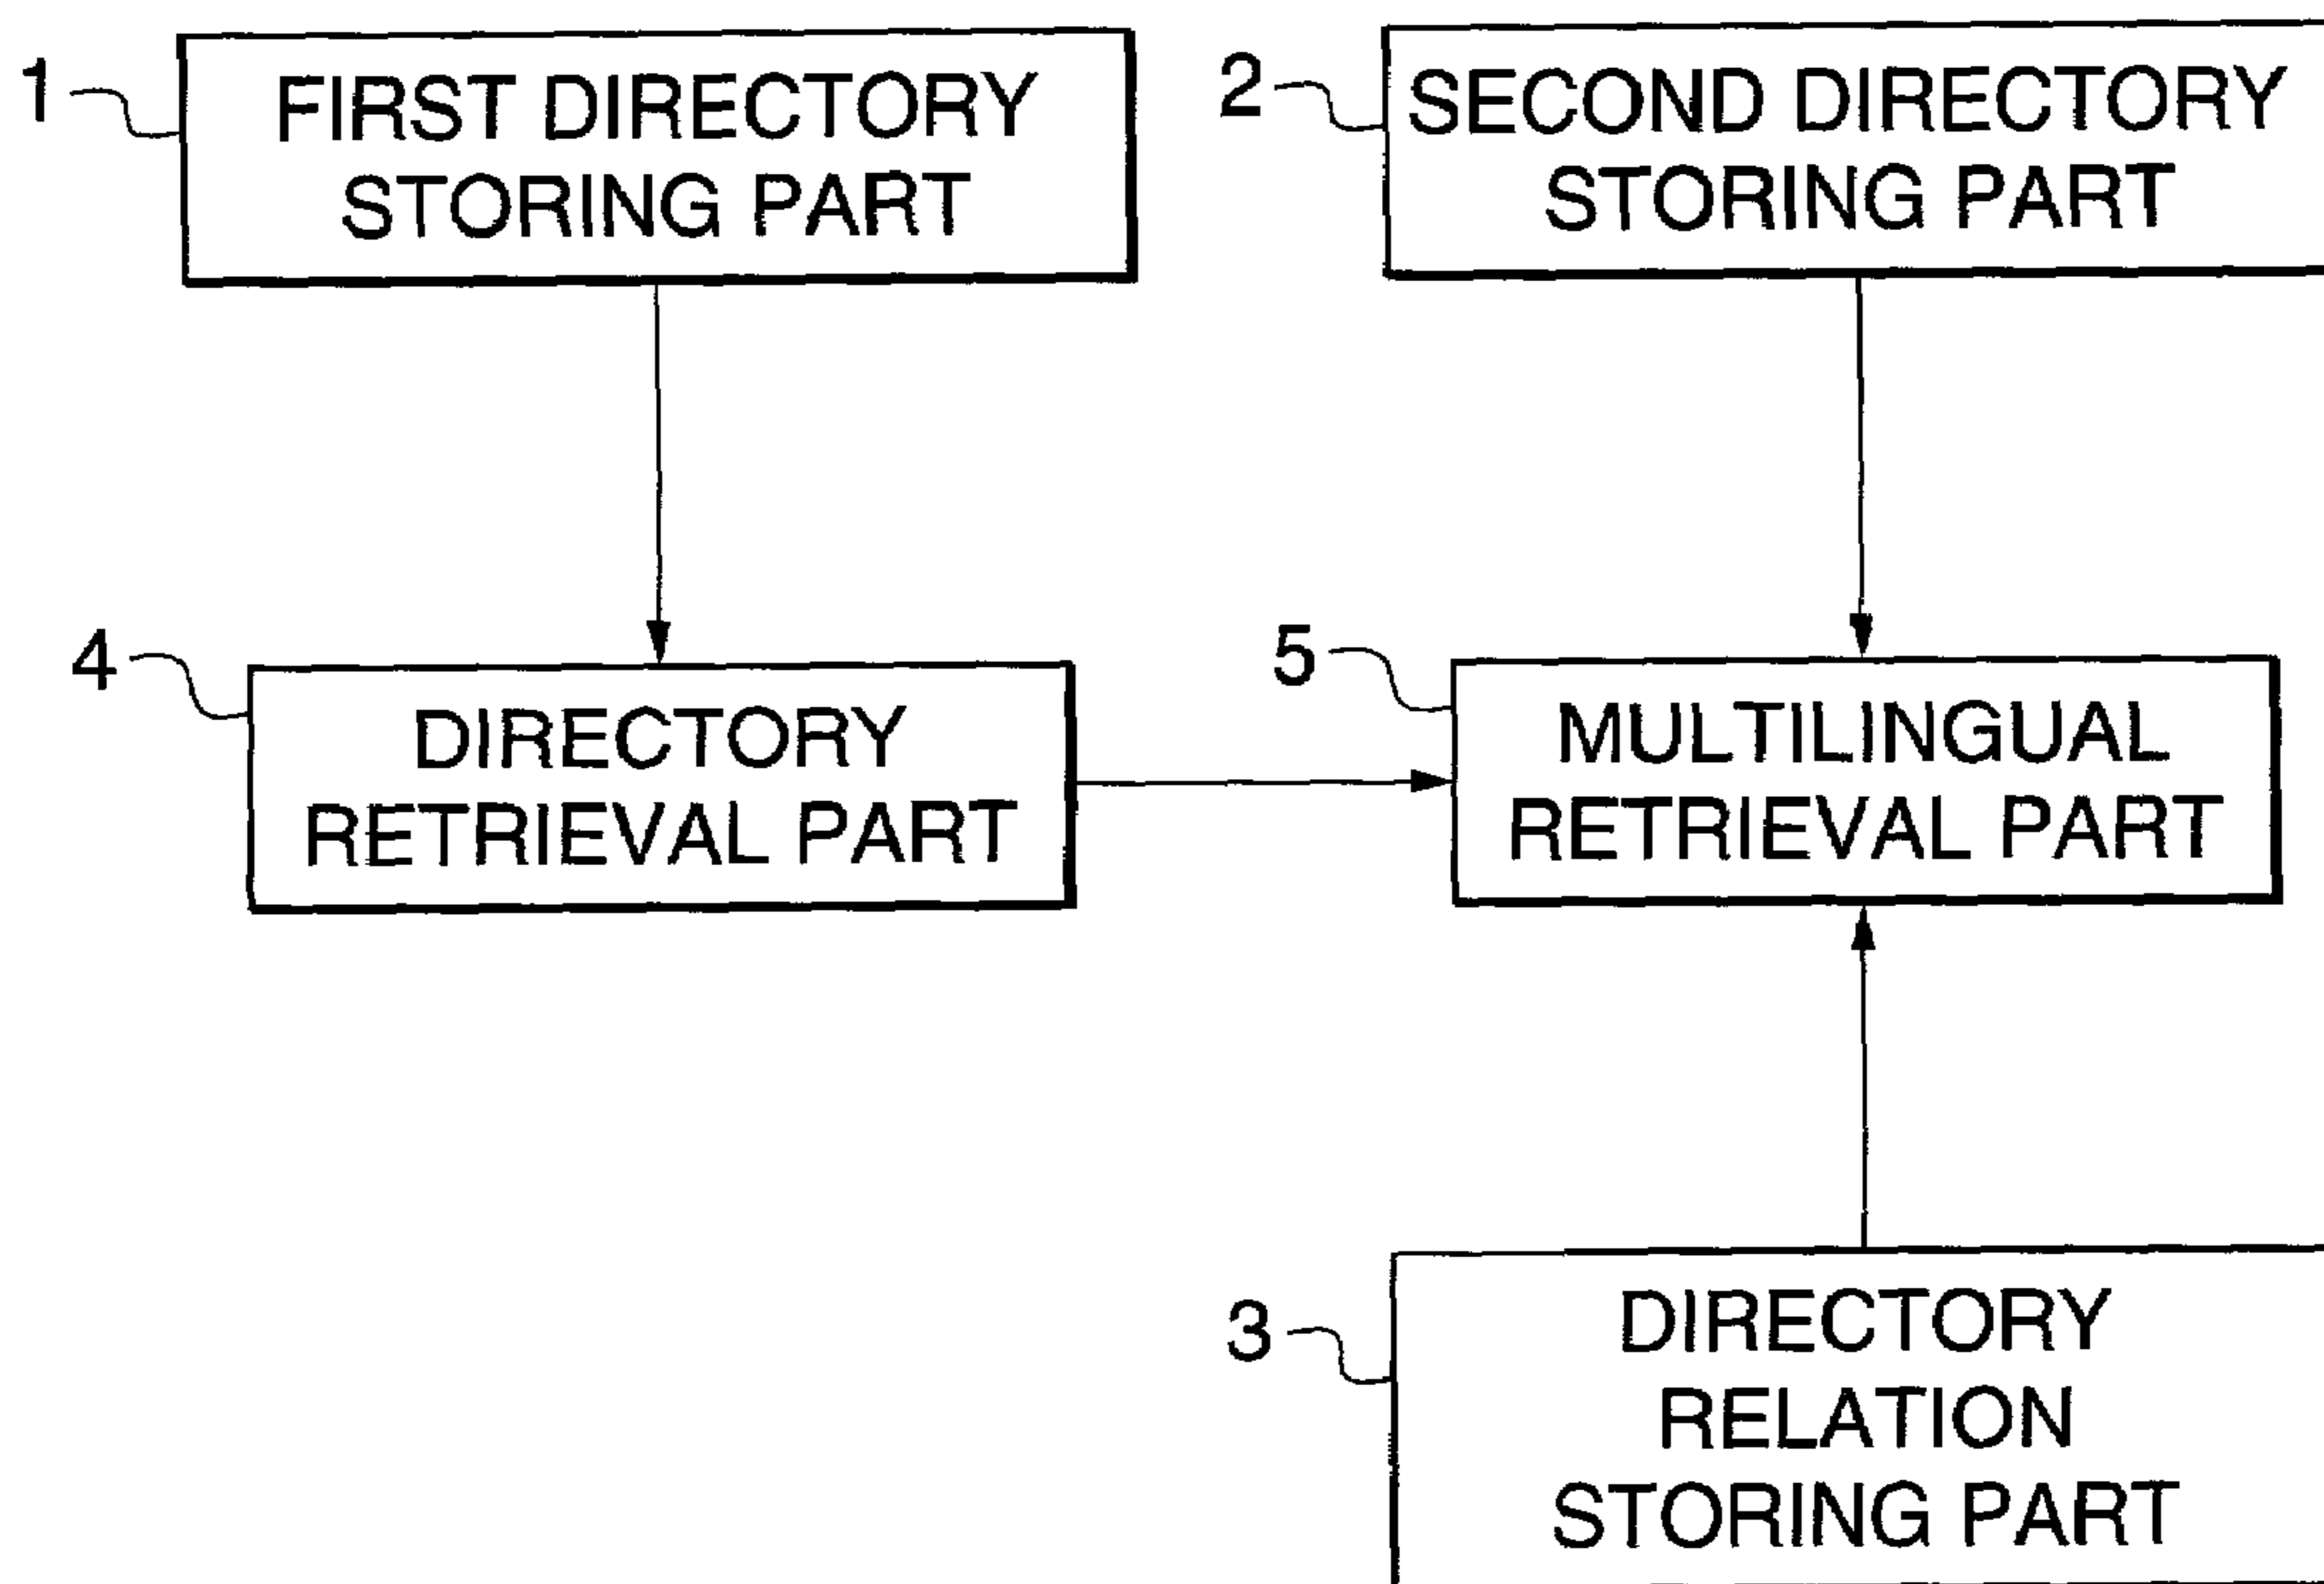 1
FIRST DIRECTORY
STORING PART
2
SECOND DIRECTORY
STORING PART
4
DIRECTORY
RETRIEVAL PART
5
MULTILINGUAL
RETRIEVAL PART
3
DIRECTORY
RELATION
STORING PART